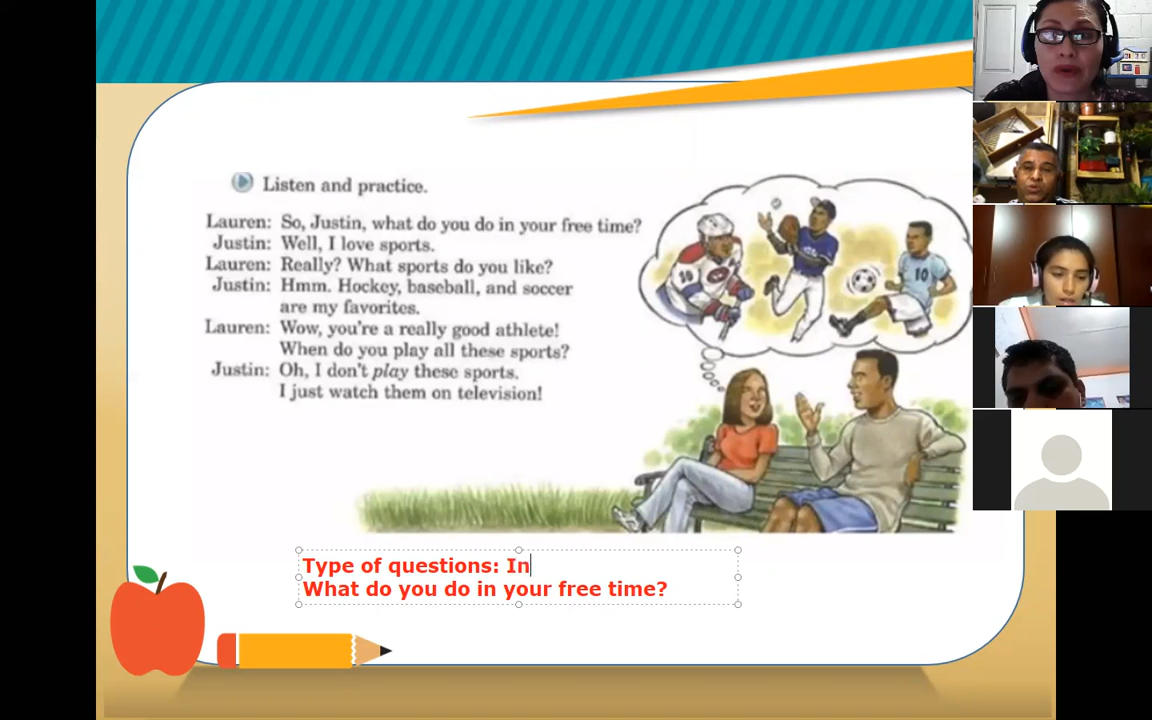 Listen and practice.
Lauren: So, Justin, what do you do in your free time?
Justin: Well, I love sports.
Lauren: Really? What sports do you like?
Justin: Hmm. Hockey, baseball, and soccer
are my favorites.
Lauren: Wow, you're a really good athlete!
When do you play all these sports?
Justin: Oh, I don't play these sports.
I just watch them on television!
10
10
Type of questions: In
What do you do in your free time?